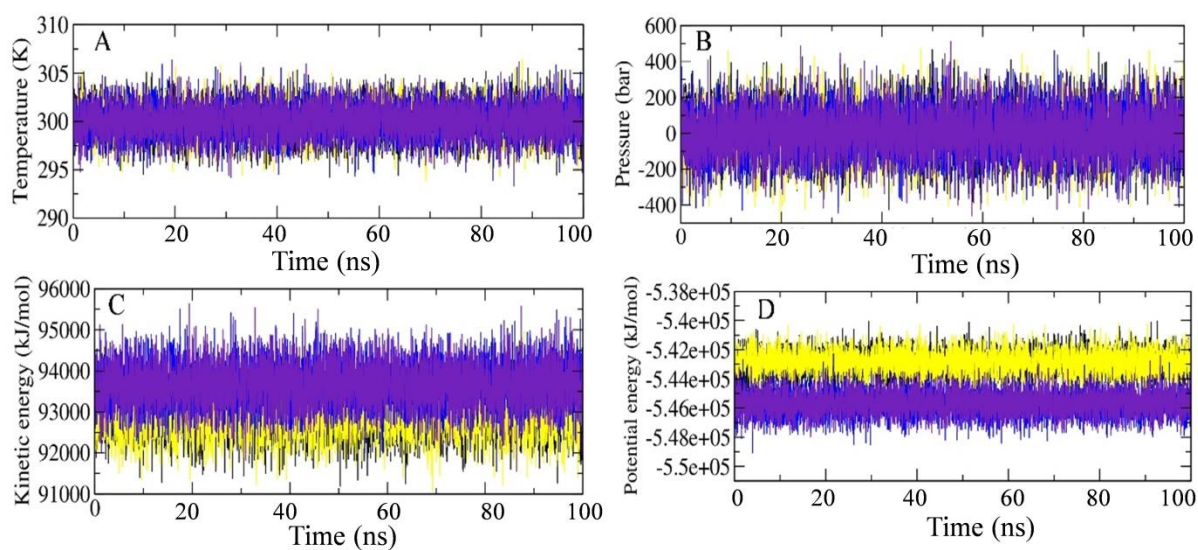 A
Temperature (K)
310
305
300
295
290
0 20 40 60 80 100
Time (ns)
B
Pressure (bar)
600
400
200
0
-200
-400
0 20 40 60 80 100
Time (ns)
C
Kinetic energy (kJ/mol)
96000
95000
94000
93000
92000
91000
0 20 40 60 80 100
Time (ns)
D
Potential energy (kJ/mol)
-5.38e+05
-5.40e+05
-5.42e+05
-5.44e+05
-5.46e+05
-5.48e+05
-5.5e+05
0 20 40 60 80 100
Time (ns)